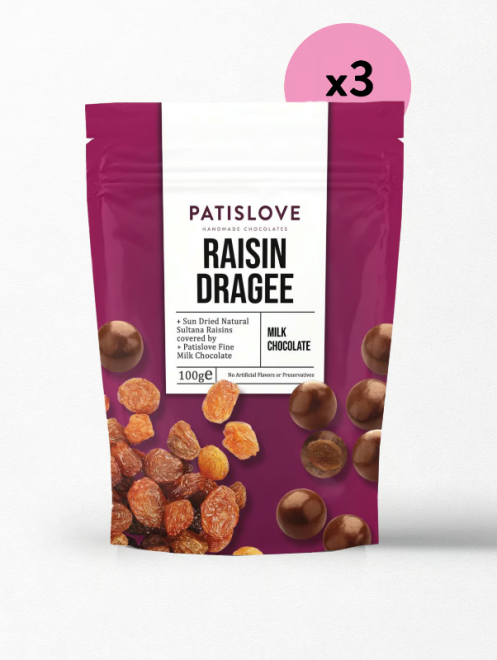 x3
PATISLOVE
HANDMADE CHOCOLATES
RAISIN
DRAGEE
+ Sun Dried Natural
Sultana Raisins
covered by
+ Patislove Fine
Milk Chocolate
MILK
CHOCOLATE
100g℮
No Artificial Flavors or Preservatives